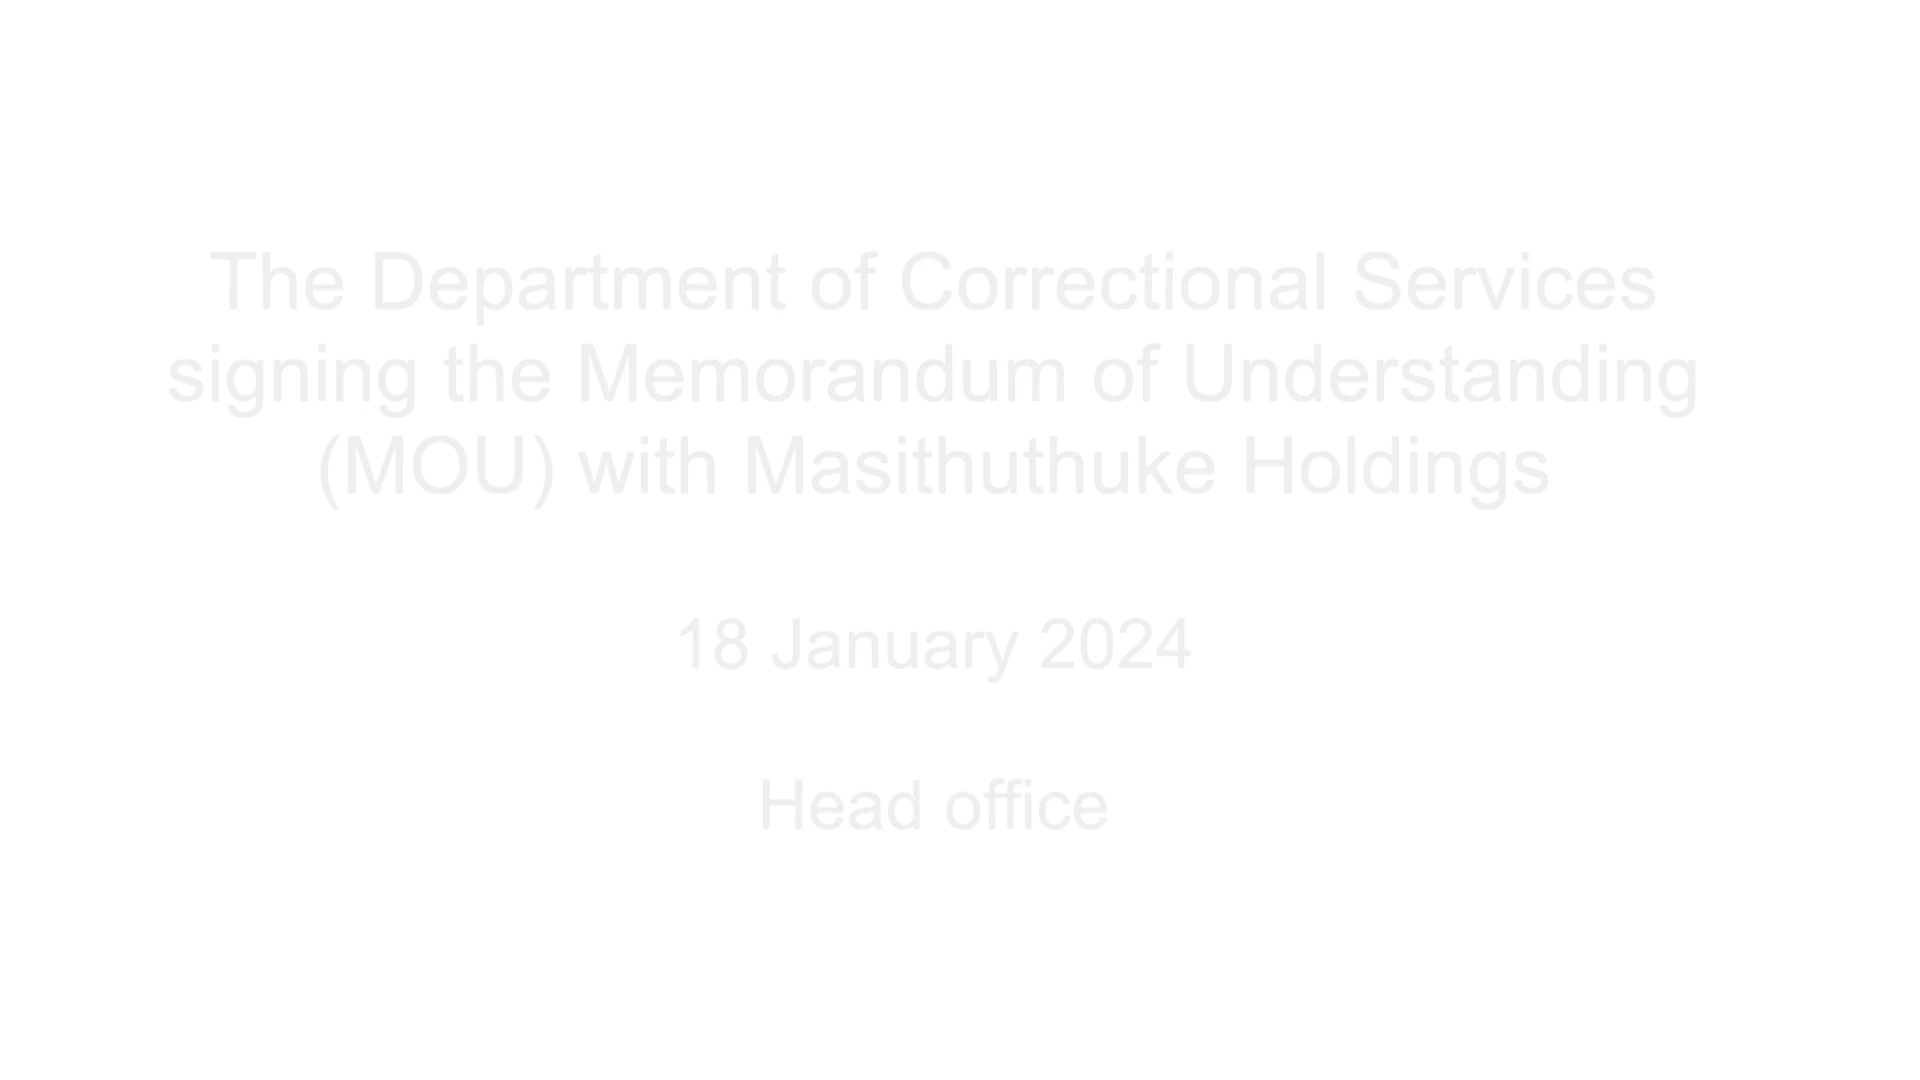 The Department of Correctional Services
signing the Memorandum of Understanding
(MOU) with Masithuthuke Holdings
18 January 2024
Head office